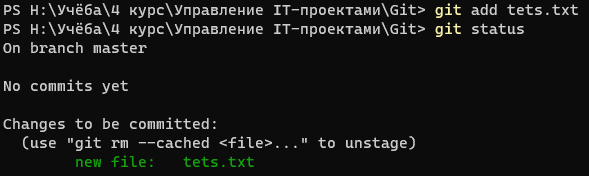 PS H:\Учёба\4 курс\Управление IT-проектами\Git> git add tets.txt
PS H:\Учёба\4 курс\Управление IT-проектами\Git> git status
On branch master
No commits yet
Changes to be committed:
(use "git rm --cached <file>..." to unstage)
new file: tets.txt